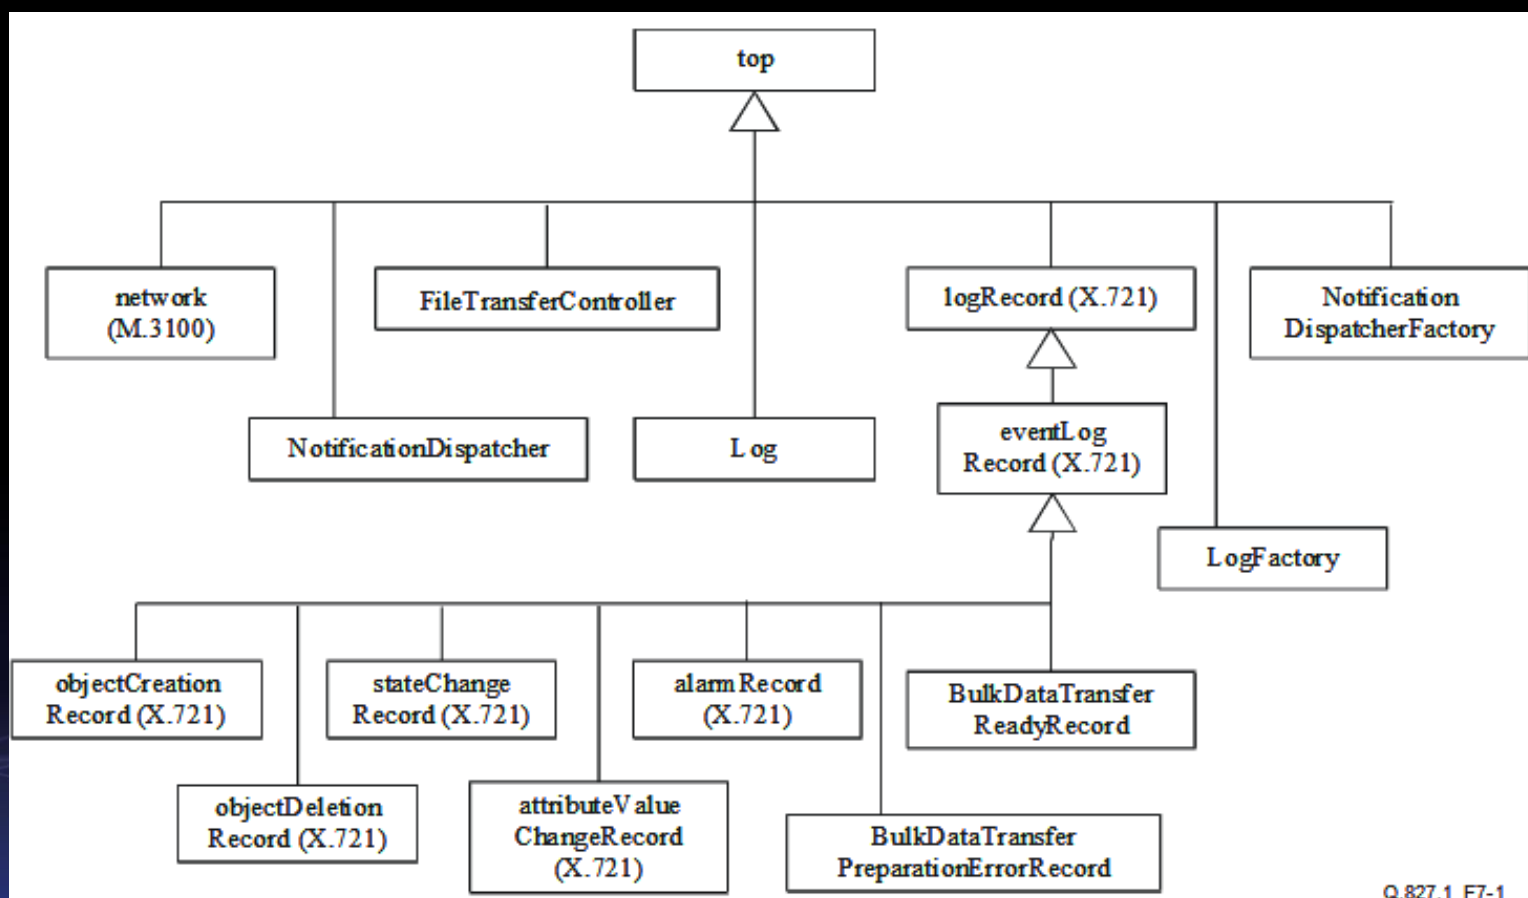 top
network
(M.3100)
FileTransferController
logRecord (X.721)
Notification
DispatcherFactory
NotificationDispatcher
Log
eventLog
Record (X.721)
LogFactory
objectCreation
Record (X.721)
stateChange
Record (X.721)
alarmRecord
(X.721)
BulkDataTransfer
ReadyRecord
objectDeletion
Record (X.721)
attributeValue
ChangeRecord
(X.721)
BulkDataTransfer
PreparationErrorRecord
Q.827.1_F7-1